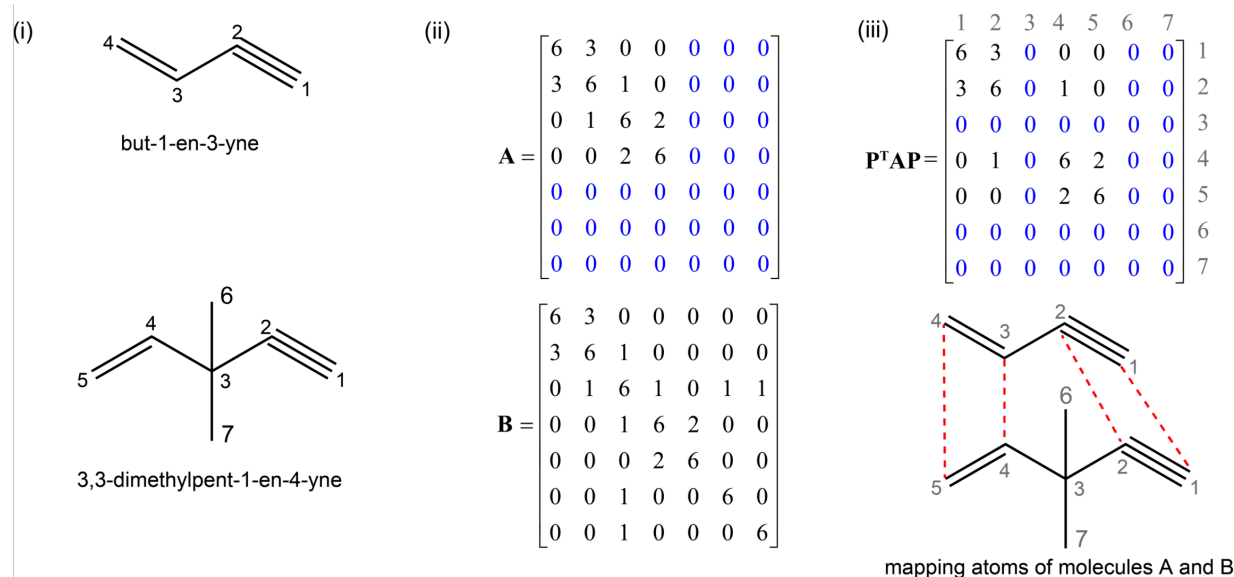 (i)
4
2
3
1
but-1-en-3-yne
6
4
2
5
3
1
7
3,3-dimethylpent-1-en-4-yne
(ii)
A =
6 3 0 0 0 0 0
3 6 1 0 0 0 0
0 1 6 2 0 0 0
0 0 2 6 0 0 0
0 0 0 0 0 0 0
0 0 0 0 0 0 0
0 0 0 0 0 0 0
B =
6 3 0 0 0 0 0
3 6 1 0 0 0 0
0 1 6 1 0 1 1
0 0 1 6 2 0 0
0 0 0 2 6 0 0
0 0 1 0 0 6 0
0 0 1 0 0 0 6
(iii)
1 2 3 4 5 6 7
PᵀAP =
6 3 0 0 0 0 0 1
3 6 0 1 0 0 0 2
0 0 0 0 0 0 0 3
0 1 0 6 2 0 0 4
0 0 0 2 6 0 0 5
0 0 0 0 0 0 0 6
0 0 0 0 0 0 0 7
4
3
2
1
6
4
2
5
3
1
7
mapping atoms of molecules A and B